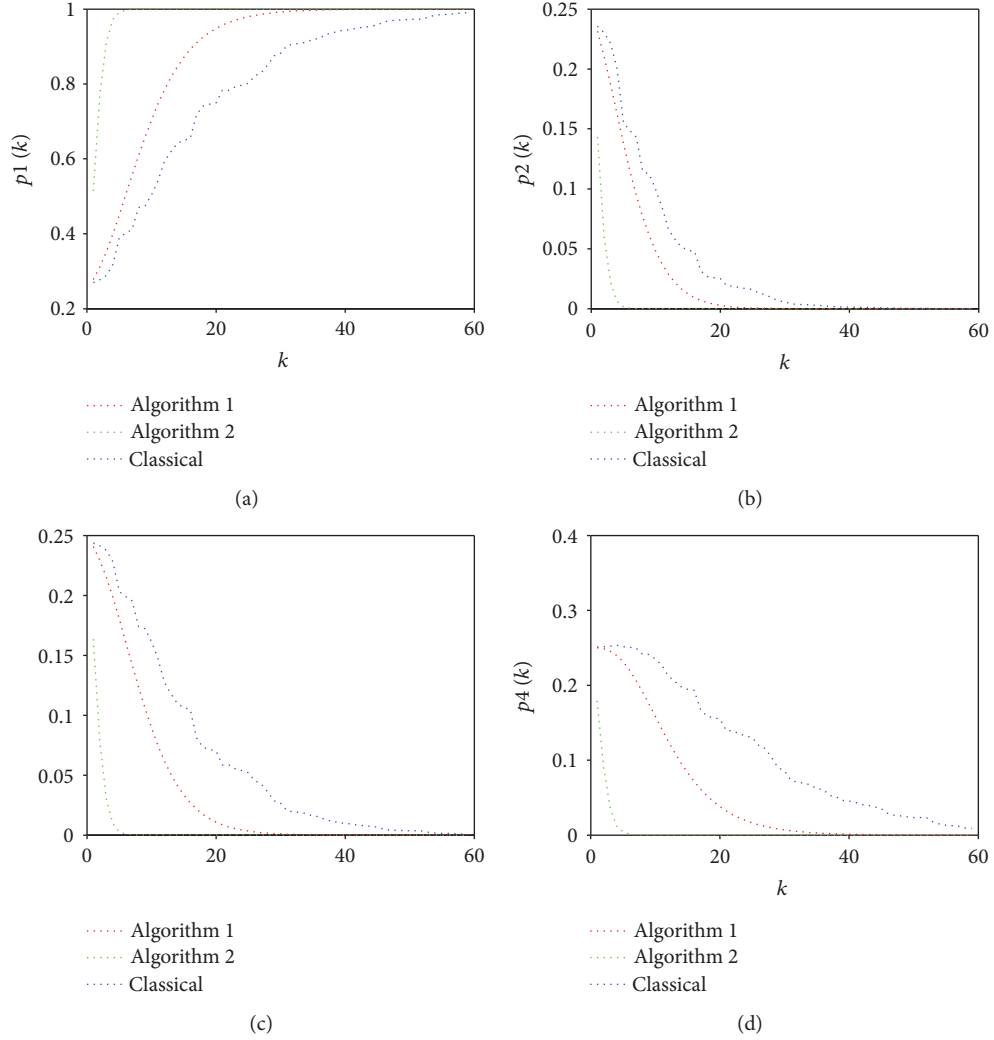 1
0.8
0.6
0.4
0.2
p1 (k)
0
20
40
60
k
Algorithm 1
Algorithm 2
Classical
(a)
0.25
0.2
0.15
0.1
0.05
0
p2 (k)
0
20
40
60
k
Algorithm 1
Algorithm 2
Classical
(b)
0.25
0.2
0.15
0.1
0.05
0
0
20
40
60
Algorithm 1
Algorithm 2
Classical
(c)
0.4
0.3
0.2
0.1
0
p4 (k)
0
20
40
60
k
Algorithm 1
Algorithm 2
Classical
(d)